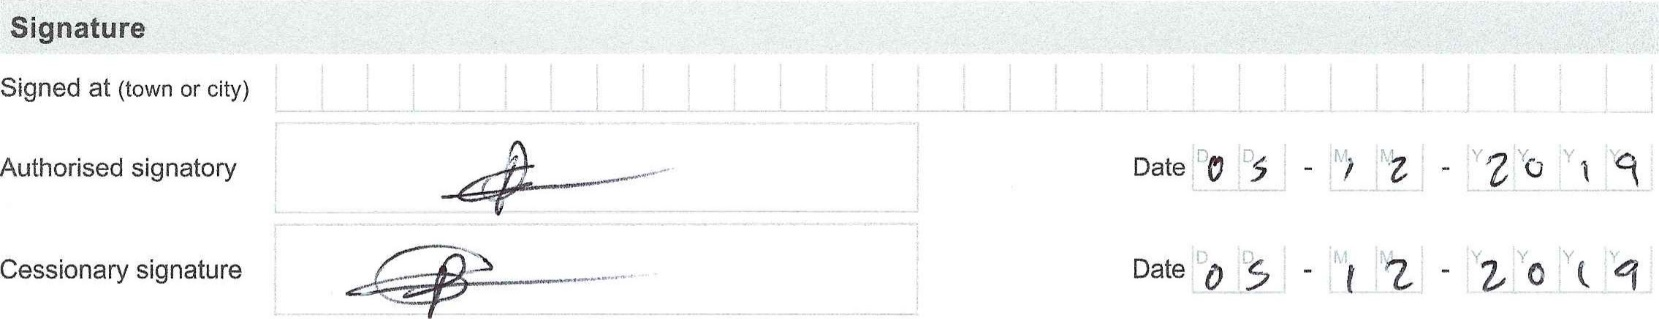 Signature
Signed at (town or city)
Authorised signatory Date 05 - 12 - 2019
Cessionary signature Date 05 - 12 - 2019